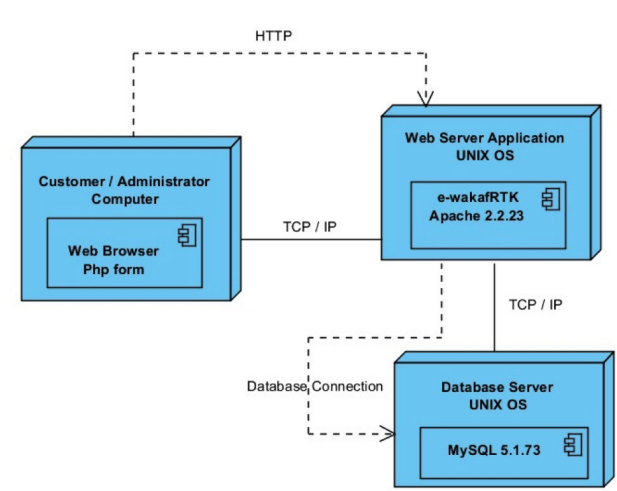 HTTP
Web Server Application
UNIX OS
e-wakafRTK
Apache 2.2.23
Customer / Administrator
Computer
Web Browser
Php form
TCP / IP
TCP / IP
Database Connection
Database Server
UNIX OS
MySQL 5.1.73